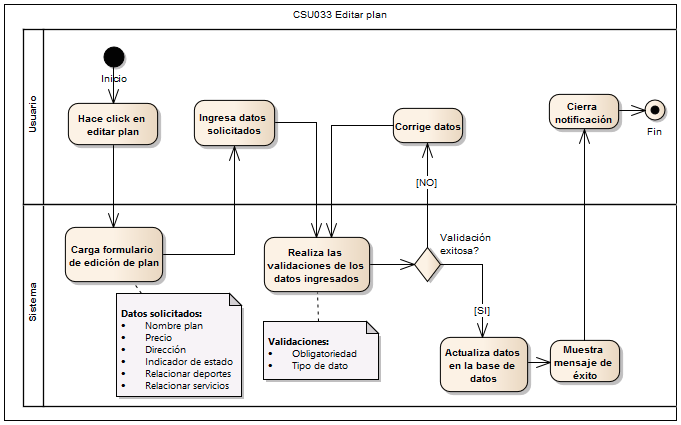 CSU033 Editar plan
Usuario
Inicio
Hace click en
editar plan
Ingresa datos
solicitados
Corrige datos
Cierra
notificación
Fin
[NO]
Sistema
Carga formulario
de edición de plan
Realiza las
validaciones de los
datos ingresados
Validación
exitosa?
[SI]
Datos solicitados:
• Nombre plan
• Precio
• Dirección
• Indicador de estado
• Relacionar deportes
• Relacionar servicios
Validaciones:
• Obligatoriedad
• Tipo de dato
Actualiza datos
en la base de
datos
Muestra
mensaje de
éxito